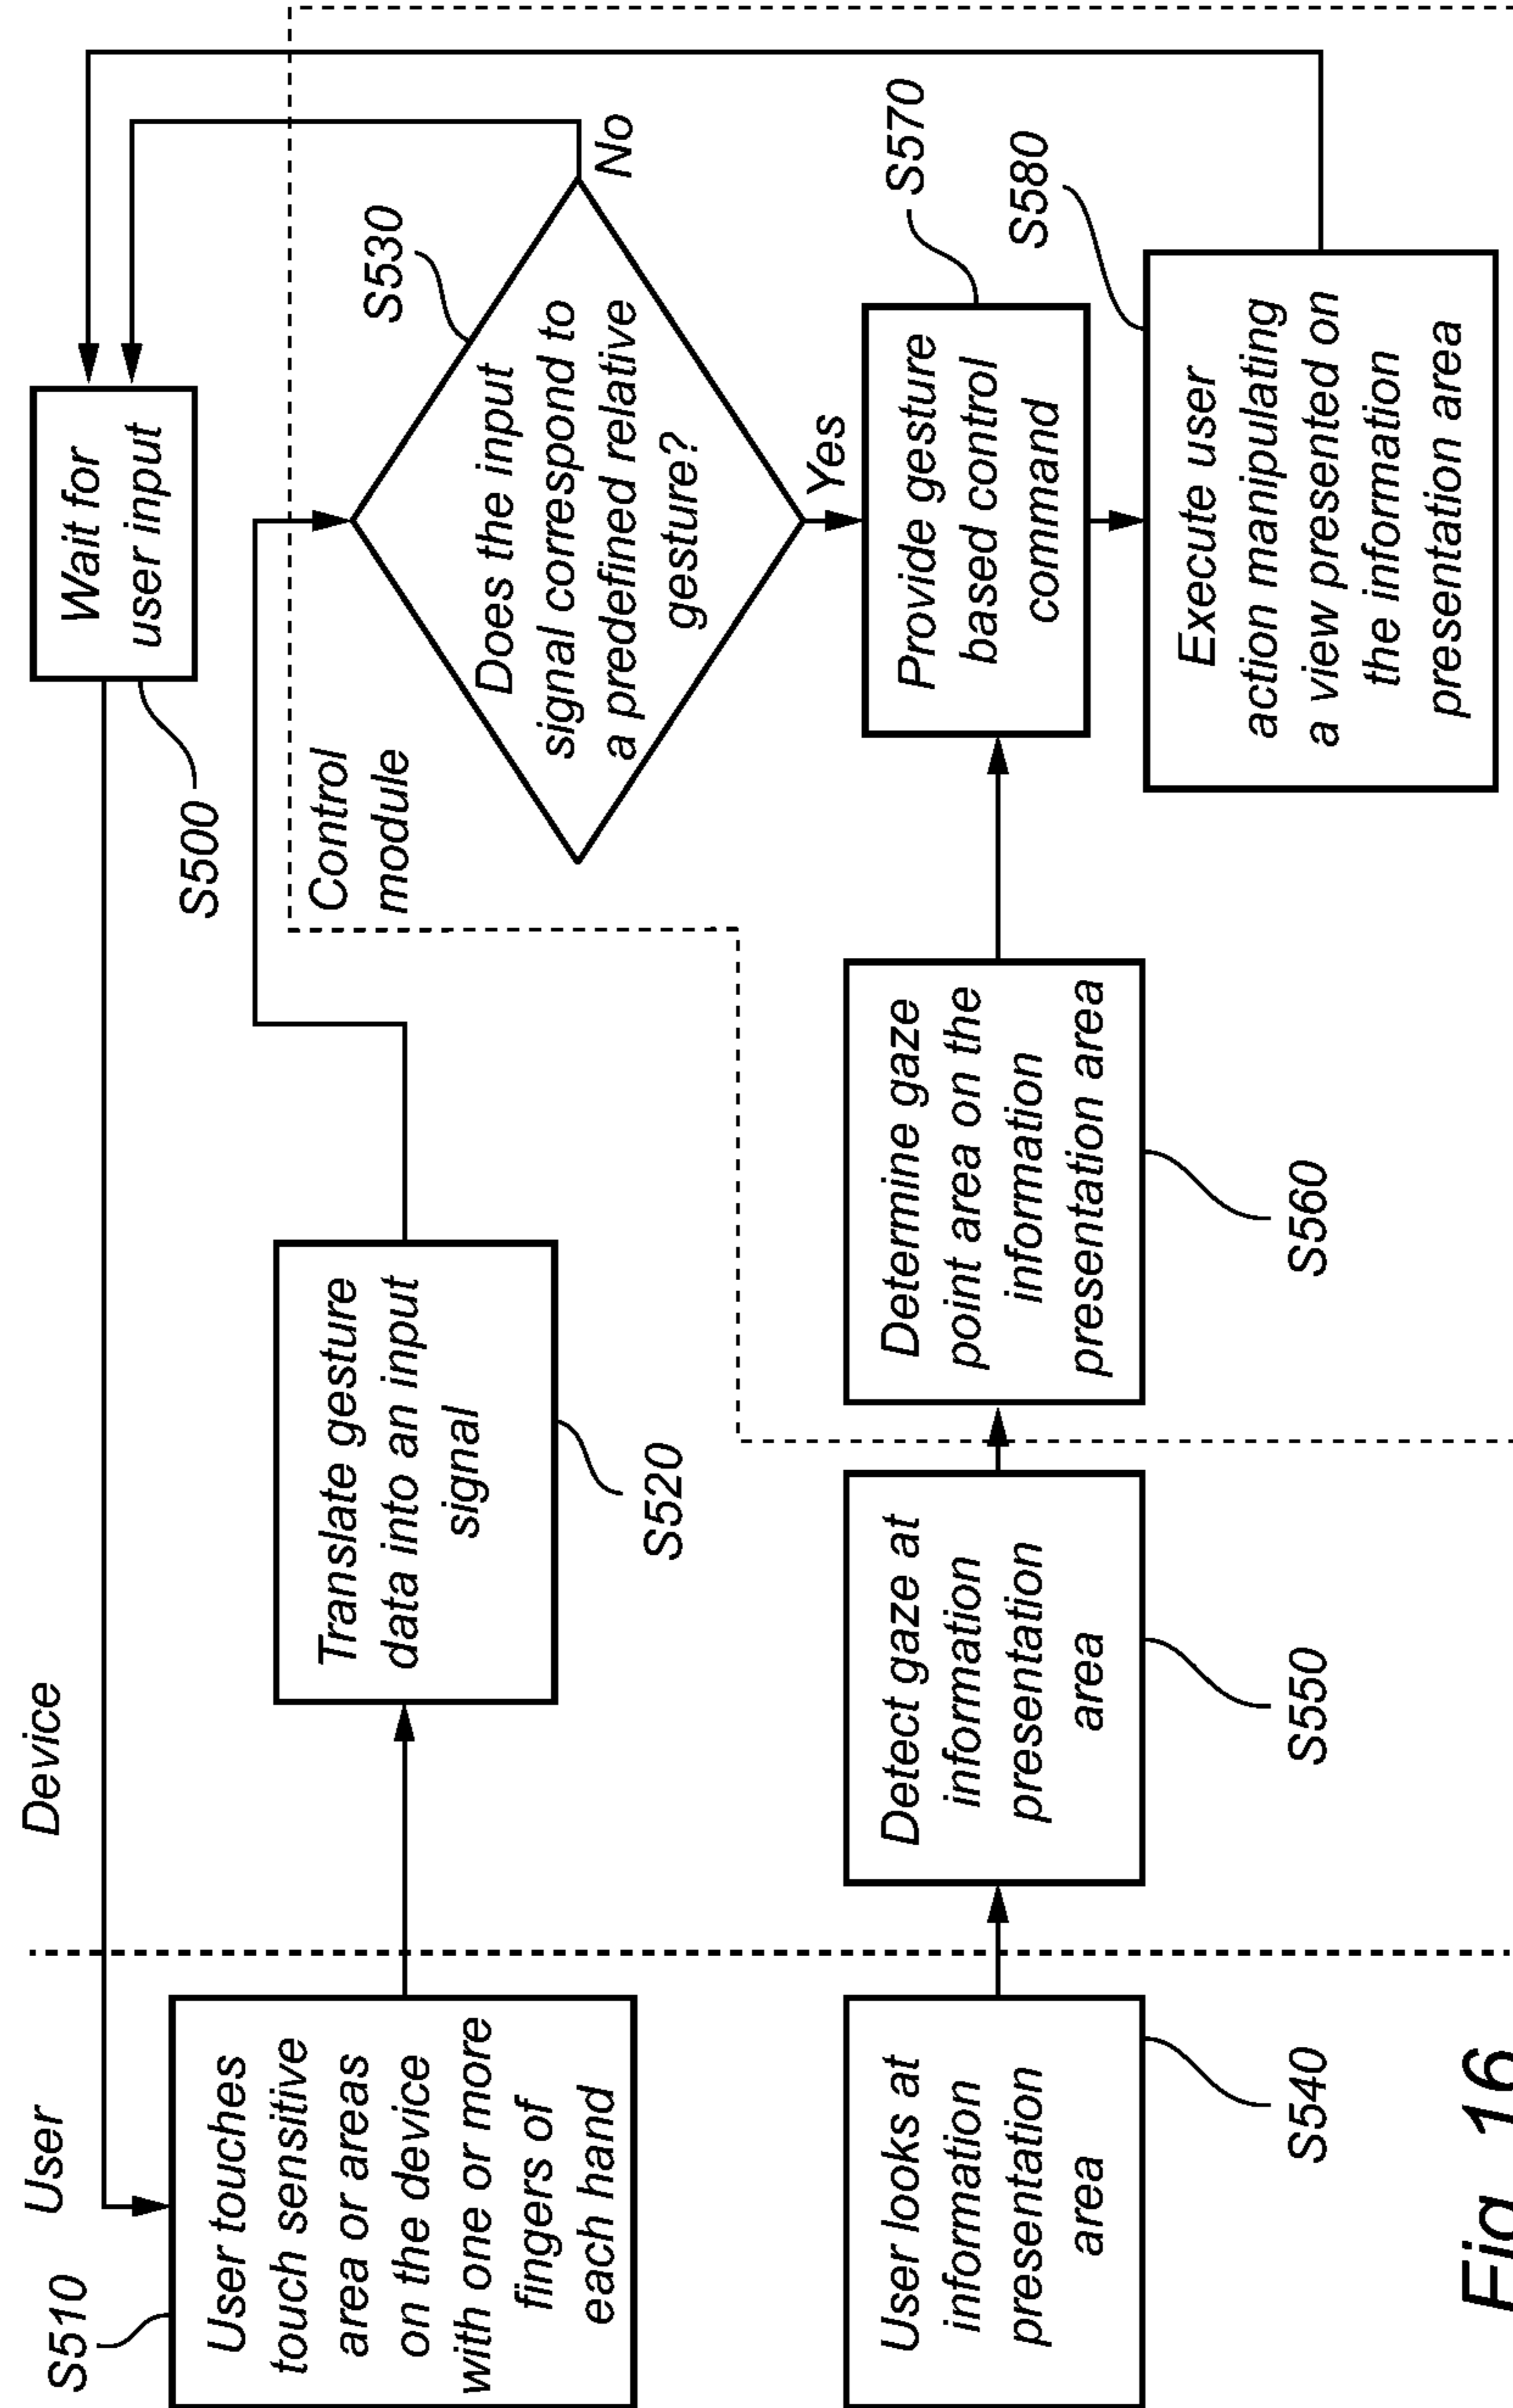 User
Device
S510
User touches
touch sensitive
area or areas
on the device
with one or more
fingers of
each hand
Translate gesture
data into an input
signal
S520
Wait for
user input
S500
Control
module
S530
Does the input
signal correspond to
a predefined relative
gesture?
No
Yes
User looks at
information
presentation
area
S540
Detect gaze at
information
presentation
area
S550
Determine gaze
point area on the
information
presentation area
S560
Provide gesture
based control
command
S570
S580
Execute user
action manipulating
a view presented on
the information
presentation area
Fig. 16